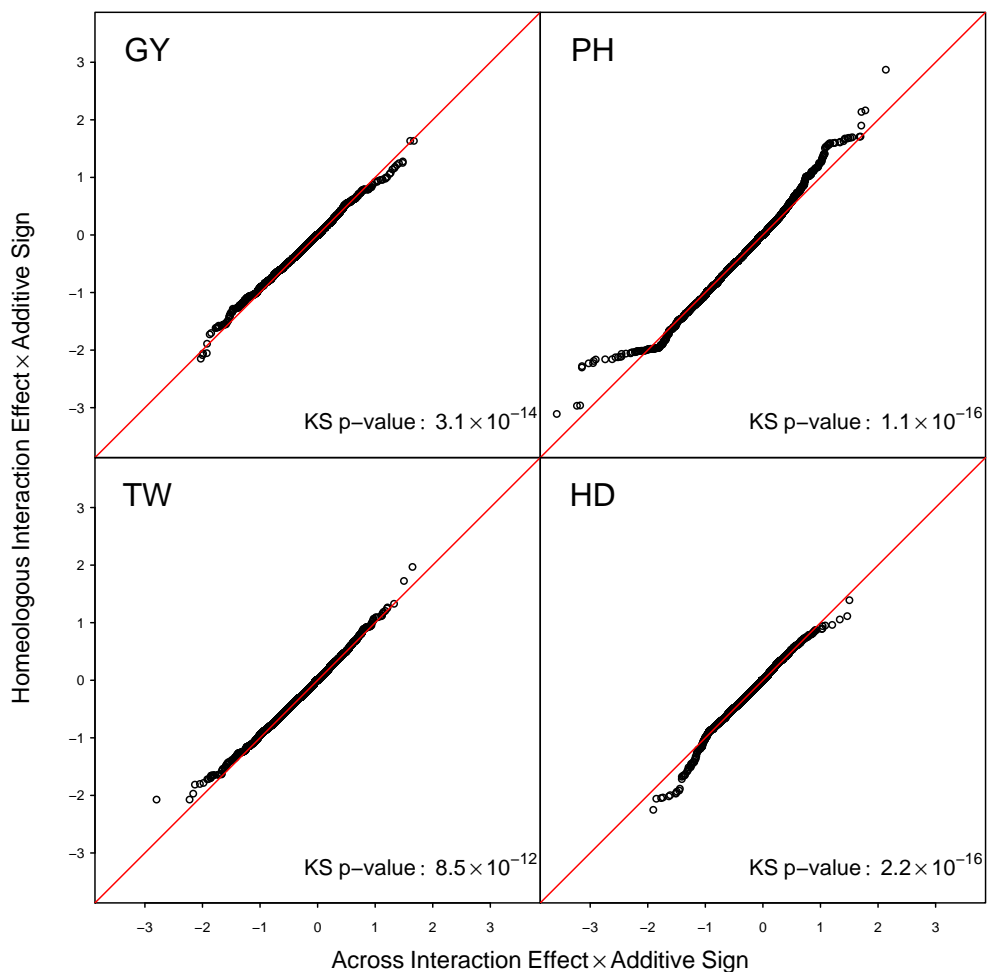 GY
PH
3
2
1
0
−1
−2
−3
KS p−value : 3.1 × 10−14
KS p−value : 1.1 × 10−16
TW
HD
3
2
1
0
−1
−2
−3
KS p−value : 8.5 × 10−12
KS p−value : 2.2 × 10−16
−3 −2 −1 0 1 2 3
−3 −2 −1 0 1 2 3
Across Interaction Effect × Additive Sign
Homeologous Interaction Effect × Additive Sign